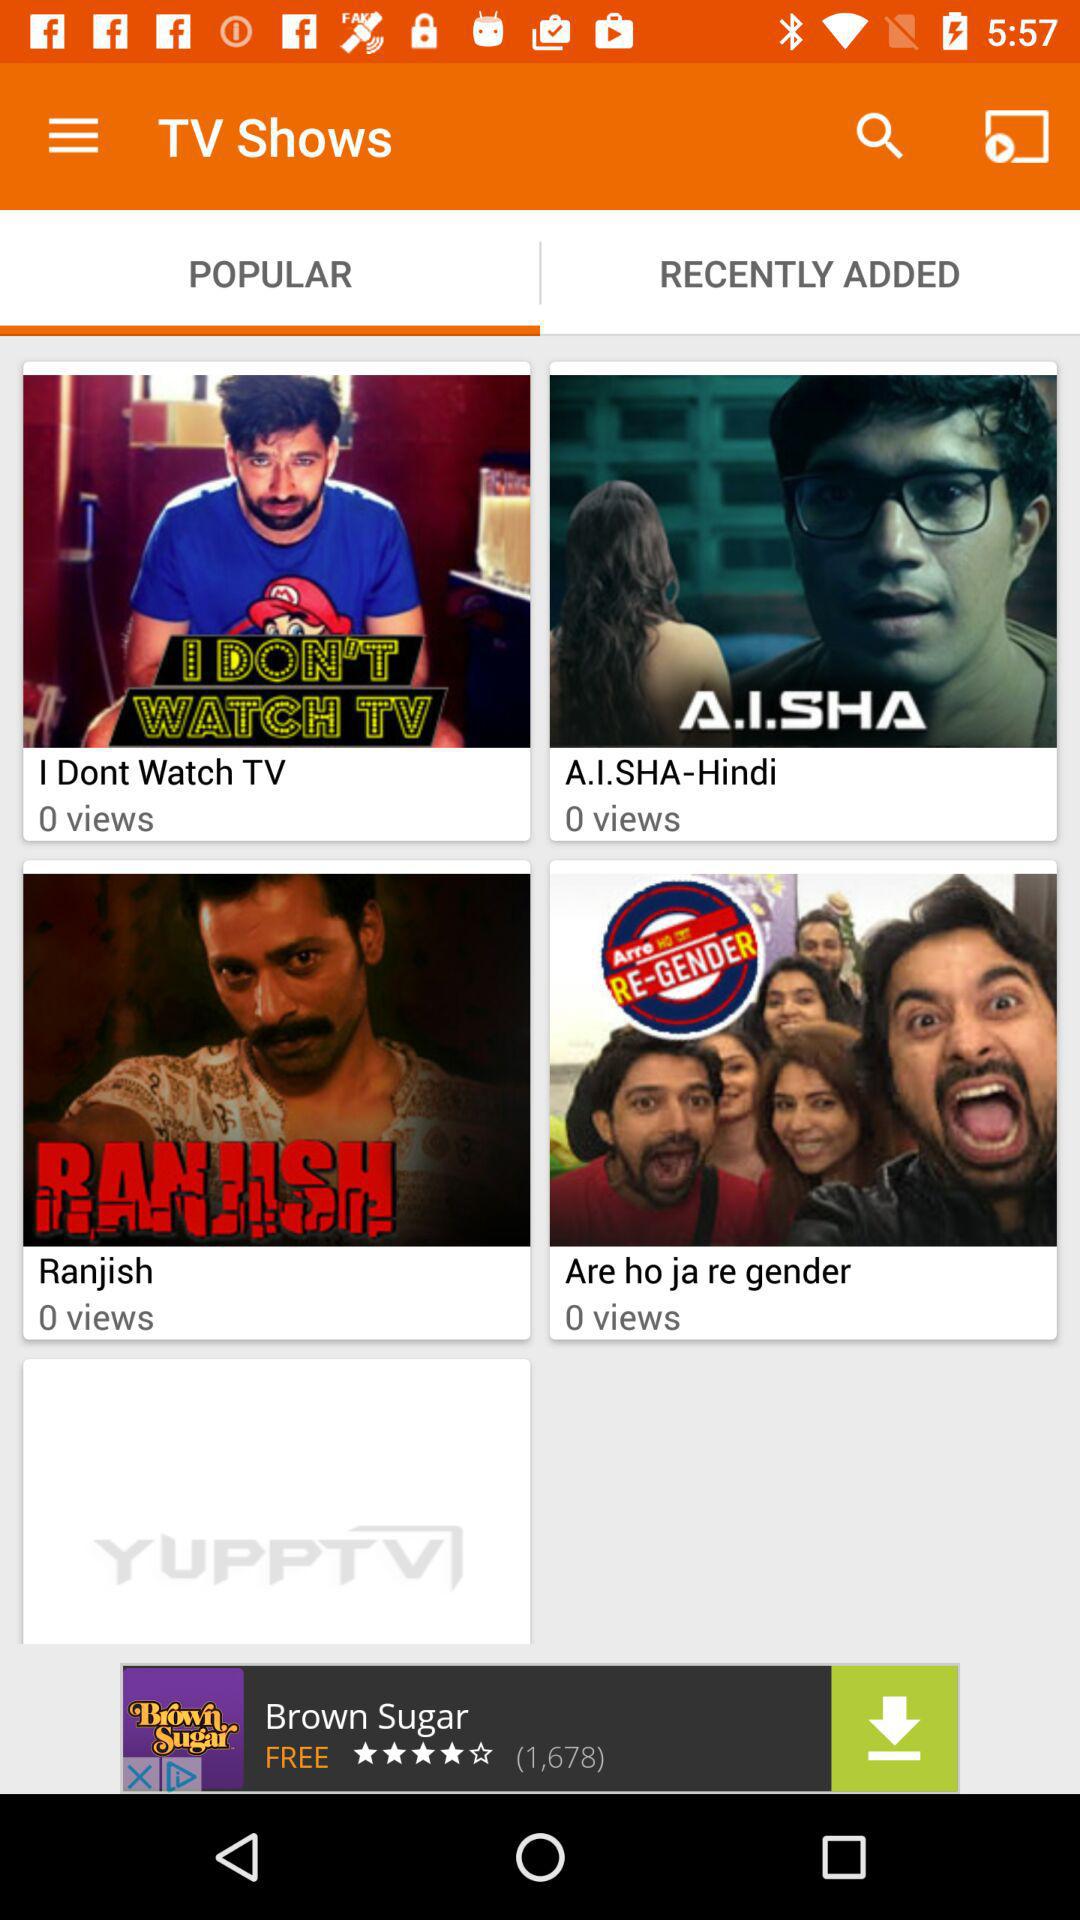 FAKE
5:57
TV Shows
POPULAR
RECENTLY ADDED
I DON'T
WATCH TV
I Dont Watch TV
0 views
A.I.SHA
A.I.SHA-Hindi
0 views
RANJISH
Ranjish
0 views
Arre HO जा
RE-GENDER
Are ho ja re gender
0 views
YUPPTV
Brown
Sugar
Brown Sugar
FREE (1,678)